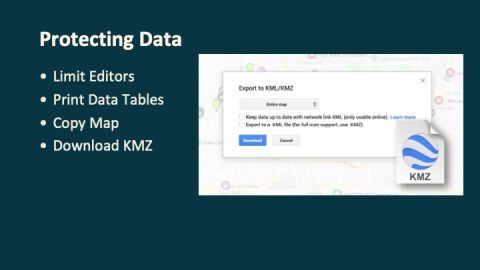 Protecting Data
• Limit Editors
• Print Data Tables
• Copy Map
• Download KMZ
Export to KML/KMZ
Entire map
Keep data up to date with network link KML (only usable online). Learn more
Export to a .KML file (for full icon support, use .KMZ).
Download Cancel
KMZ